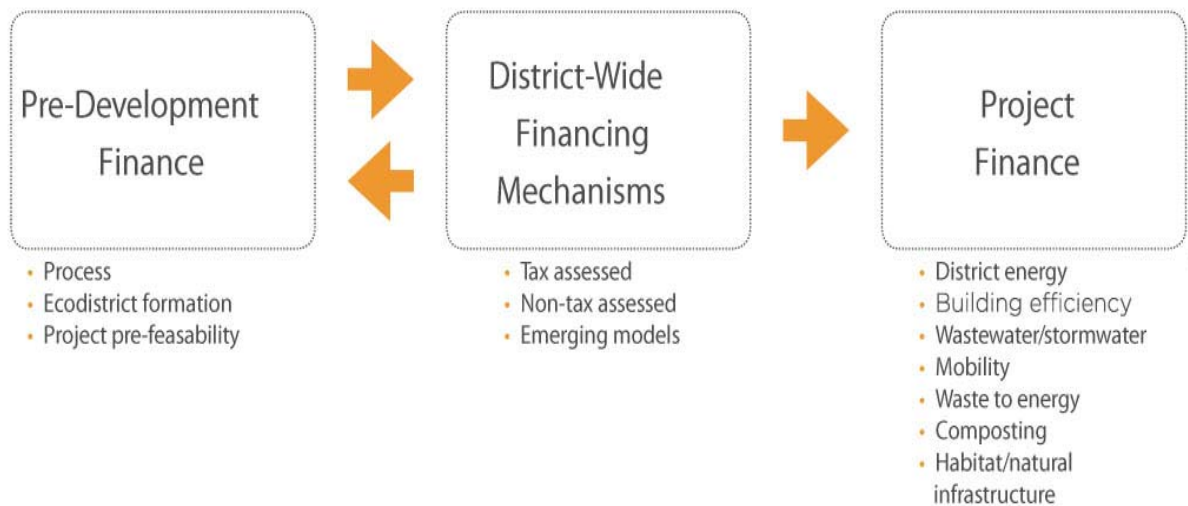 Pre-Development
Finance
• Process
• Ecodistrict formation
• Project pre-feasability
District-Wide
Financing
Mechanisms
• Tax assessed
• Non-tax assessed
• Emerging models
Project
Finance
• District energy
• Building efficiency
• Wastewater/stormwater
• Mobility
• Waste to energy
• Composting
• Habitat/natural
infrastructure